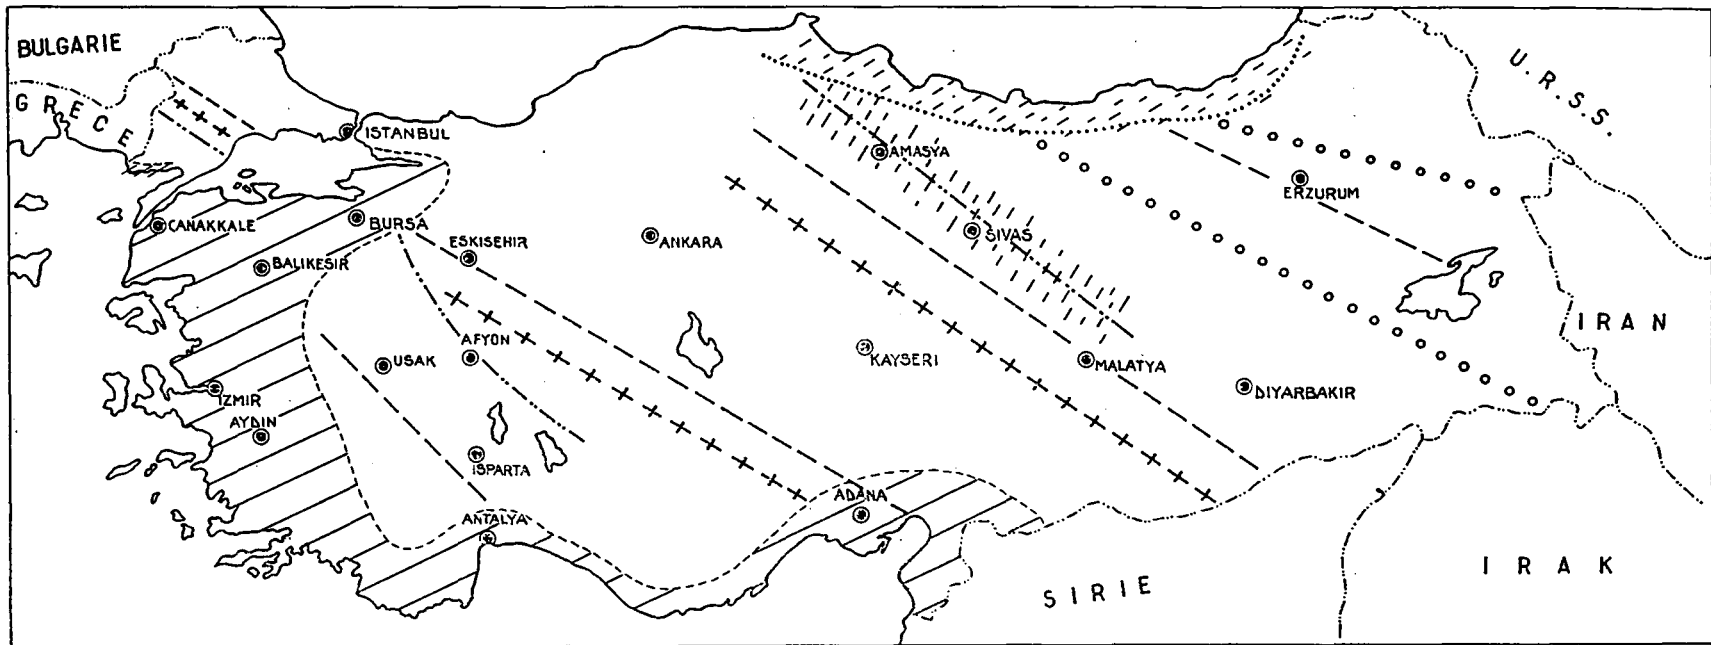 BULGARIE
GRECE
U.R.S.S.
ISTANBUL
AMASYA
ERZURUM
CANAKKALE
BURSA
ESKISEHIR
ANKARA
SIVAS
BALIKESIR
IRAN
AFYON
USAK
KAYSERI
MALATYA
DIYARBAKIR
IZMIR
AYDIN
ISPARTA
ADANA
ANTALYA
SIRIE
IRAK